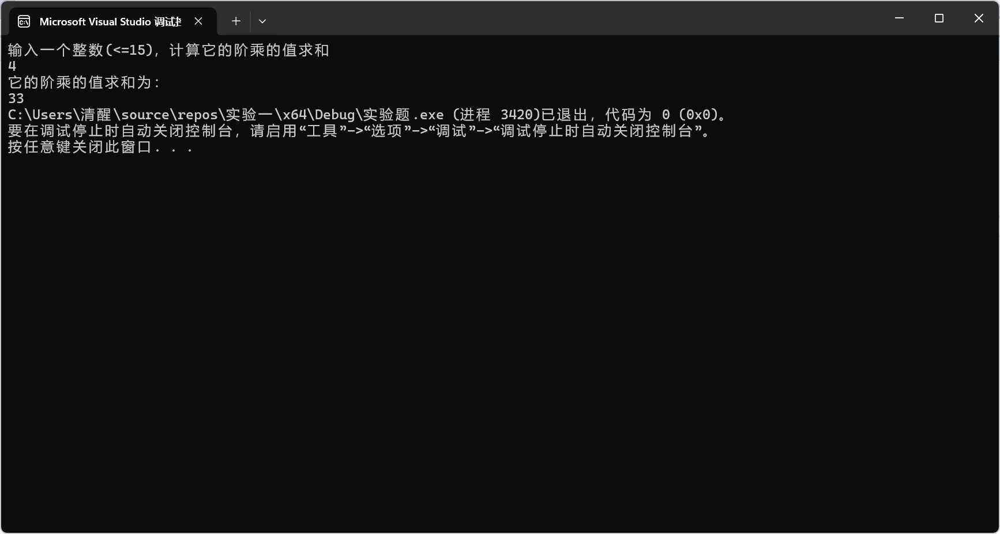 Microsoft Visual Studio 调试
输入一个整数(<=15)，计算它的阶乘的值求和
4
它的阶乘的值求和为：
33
C:\Users\清醒\source\repos\实验一\x64\Debug\实验题.exe (进程 3420)已退出，代码为 0 (0x0)。
要在调试停止时自动关闭控制台，请启用“工具”->“选项”->“调试”->“调试停止时自动关闭控制台”。
按任意键关闭此窗口. . .